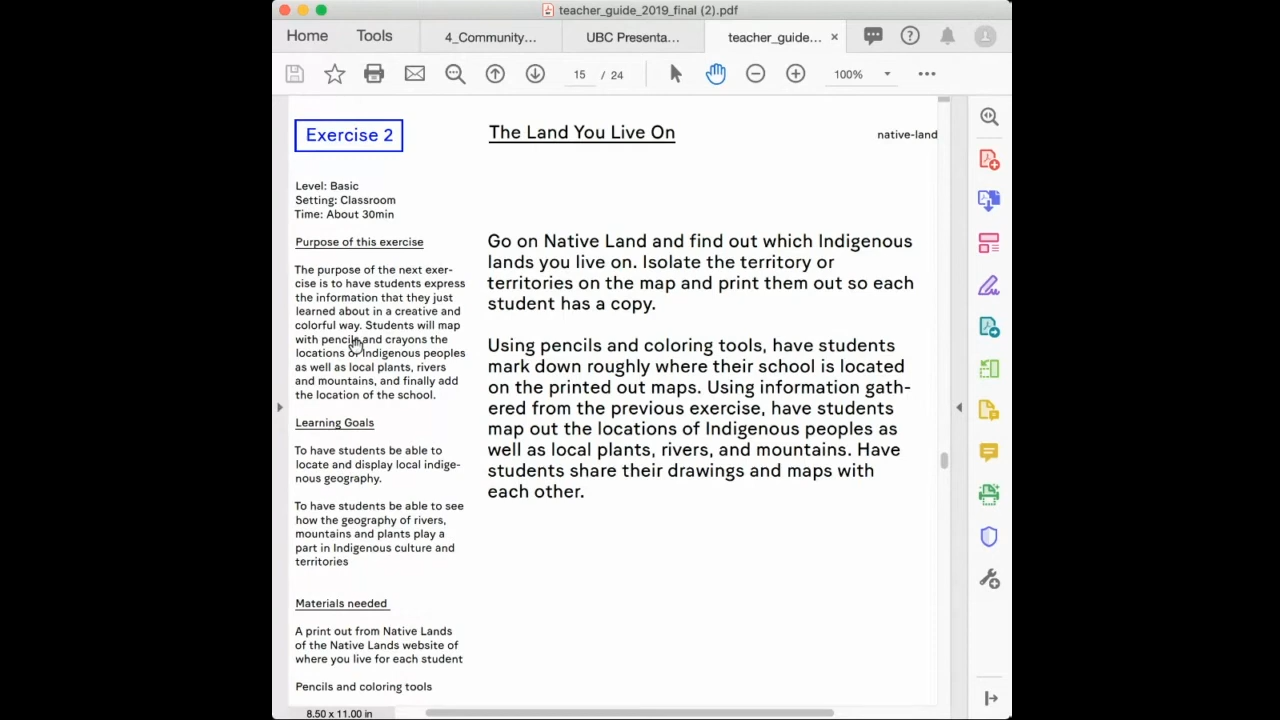 teacher_guide_2019_final (2).pdf
Home
Tools
4_Community...
UBC Presenta...
teacher_guide...
15 / 24
100%
Exercise 2
The Land You Live On
native-land
Level: Basic
Setting: Classroom
Time: About 30min
Purpose of this exercise
The purpose of the next exer-
cise is to have students express
the information that they just
learned about in a creative and
colorful way. Students will map
with pencils and crayons the
locations of Indigenous peoples
as well as local plants, rivers
and mountains, and finally add
the location of the school.
Learning Goals
To have students be able to
locate and display local indige-
nous geography.
To have students be able to see
how the geography of rivers,
mountains and plants play a
part in Indigenous culture and
territories
Materials needed
A print out from Native Lands
of the Native Lands website of
where you live for each student
Pencils and coloring tools
Go on Native Land and find out which Indigenous
lands you live on. Isolate the territory or
territories on the map and print them out so each
student has a copy.
Using pencils and coloring tools, have students
mark down roughly where their school is located
on the printed out maps. Using information gath-
ered from the previous exercise, have students
map out the locations of Indigenous peoples as
well as local plants, rivers, and mountains. Have
students share their drawings and maps with
each other.
8.50 x 11.00 in